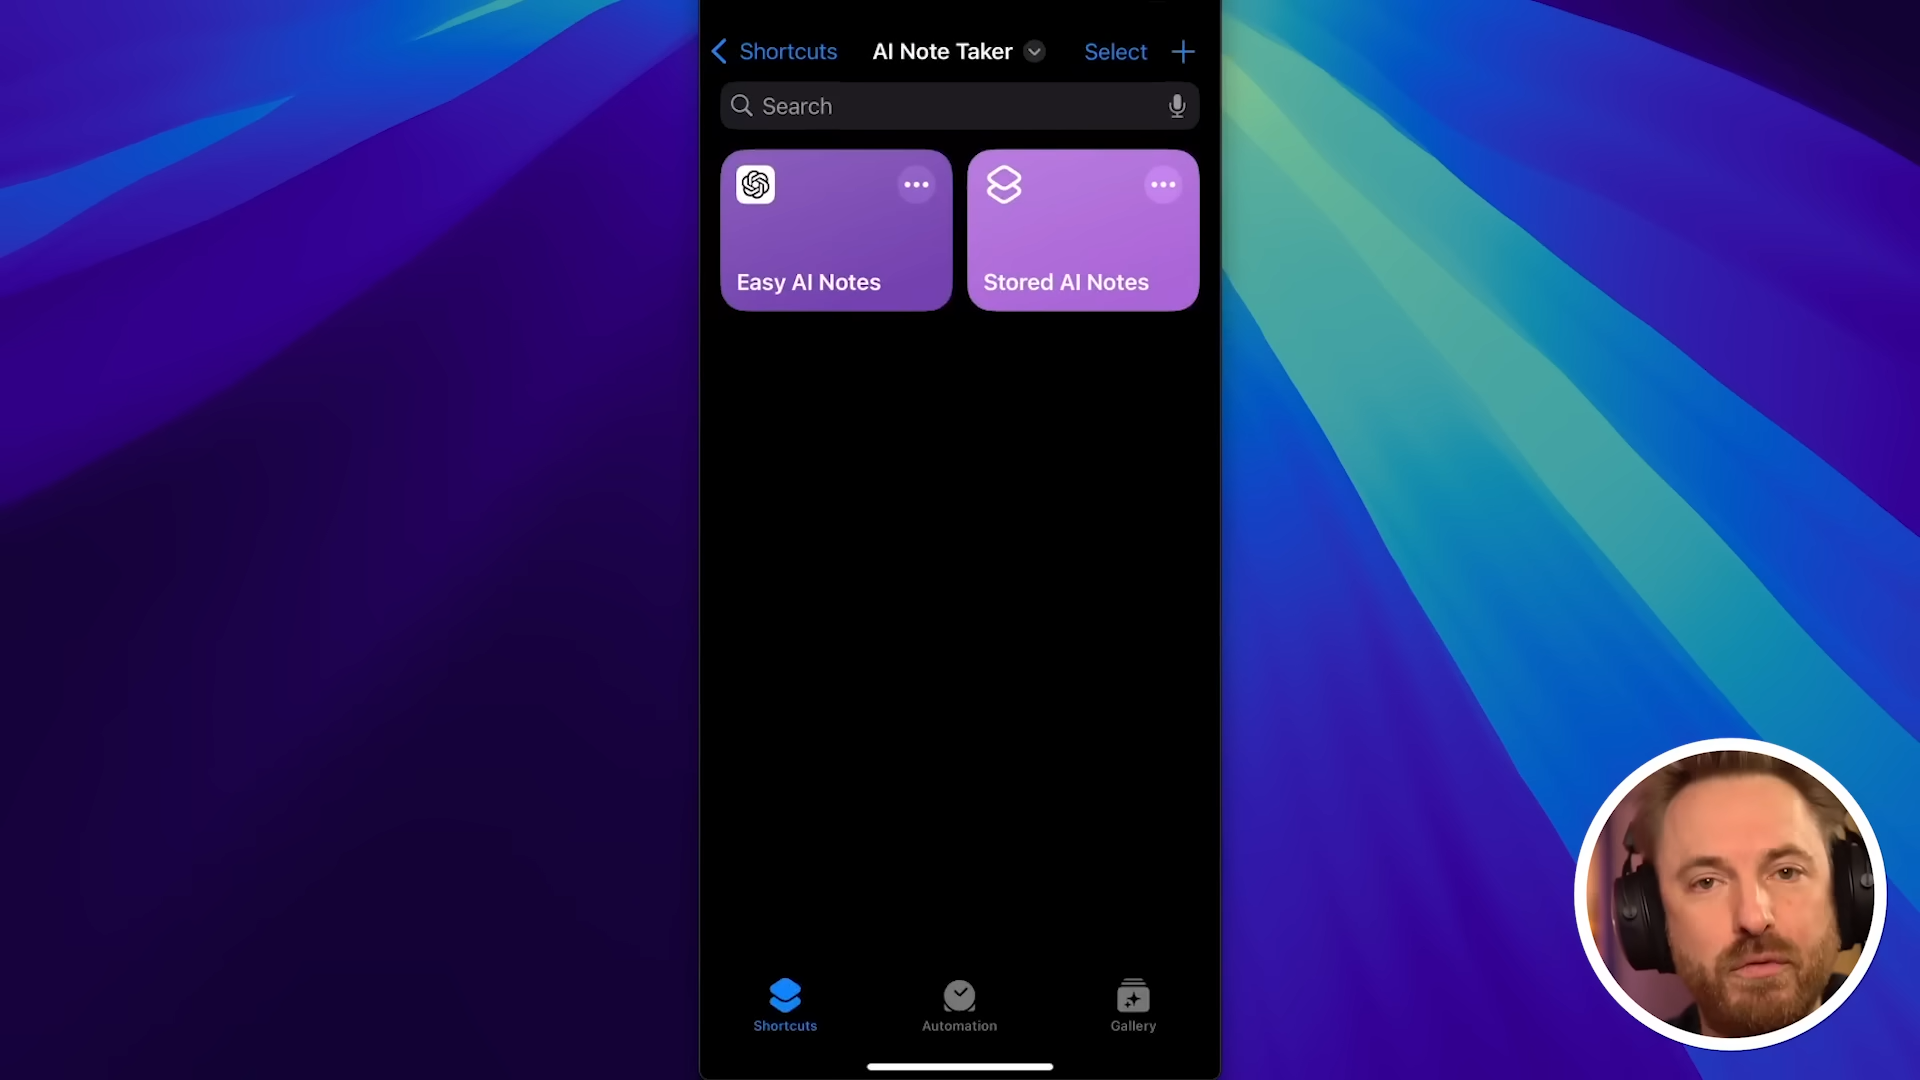 Shortcuts AI Note Taker Select
Search
Easy AI Notes Stored AI Notes
Shortcuts Automation Gallery